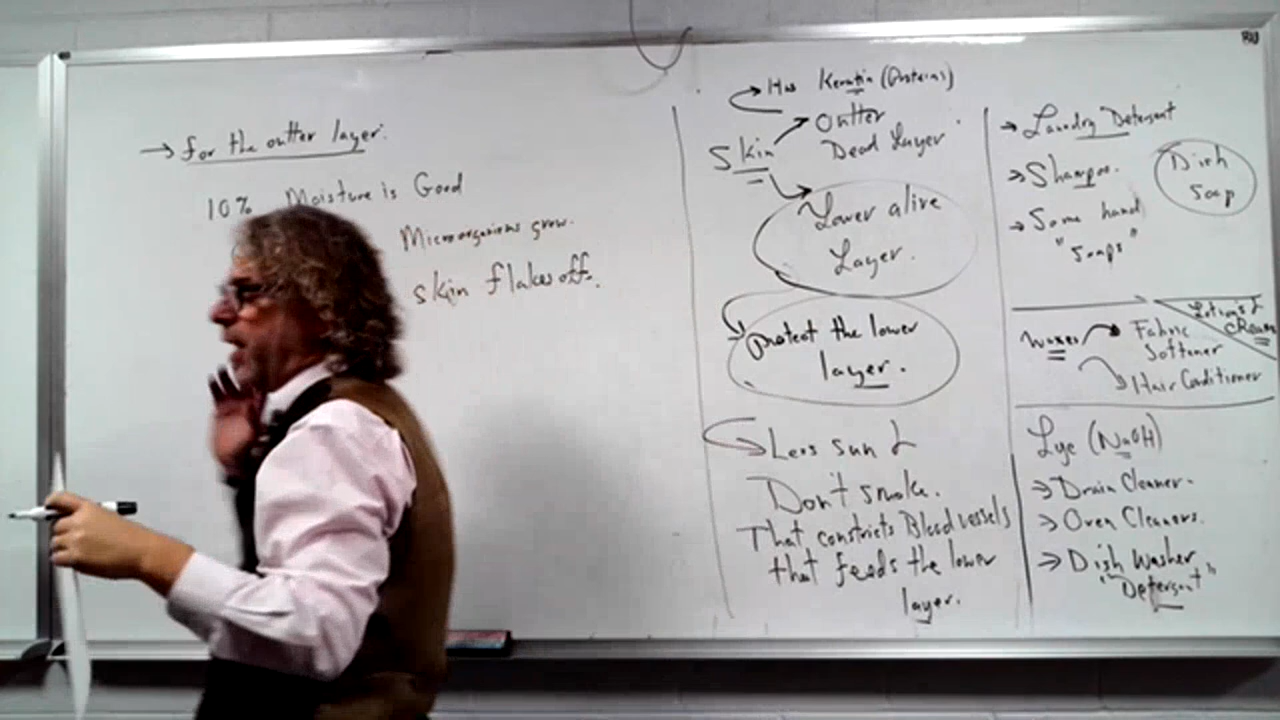 → for the outter layer.
10% Moisture is Good
Microorganisms grow.
skin flakes off.
→ Has Keratin (Proteins)
Skin → Outter
Dead Layer
Lower alive
Layer.
Protect the lower
layer.
Less sun &
Don't smoke.
That constricts Blood vessels
that feeds the lower
layer.
→ Laundry Detergent
→ Shampoo.
→ Some hand
"soaps"
Dish
Soap
Lotions &
Creams
Waxes → Fabric
Softener
→ Hair Conditioner
Lye (NaOH)
→ Drain Cleaner.
→ Oven Cleaners.
→ Dish Washer
"Detergent"